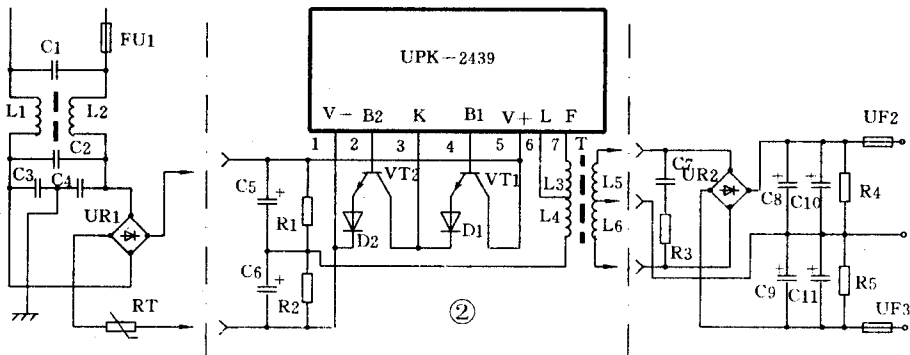 C1
FU1
UPK-2439
L1
L2
V-
B2
K
B1
V+
L
F
1
2
3
4
5
6
7
T
C2
C3
C4
UR1
RT
C5
+
R1
C6
+
R2
VT2
D2
VT1
D1
L3
L4
L5
L6
②
C7
R3
UR2
UF2
+
C8
+
C10
R4
+
C9
+
C11
R5
UF3